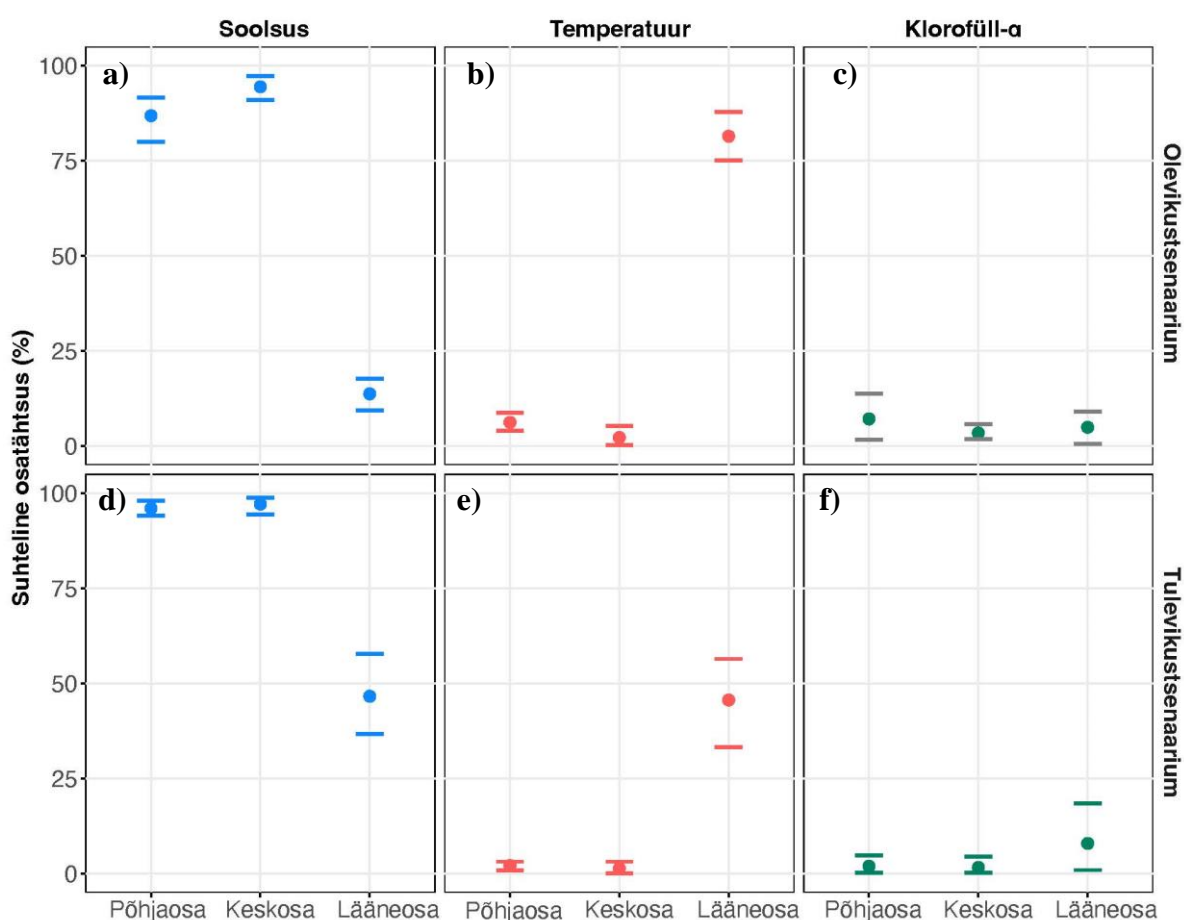 Soolsus Temperatuur Klorofüll-α
a) b) c)
100
75
50
25
0
Olevikustsenaarium
Suhteline osatähtsus (%)
d) e) f)
100
75
50
25
0
Tulevikustsenaarium
Põhjaosa Keskosa Lääneosa Põhjaosa Keskosa Lääneosa Põhjaosa Keskosa Lääneosa